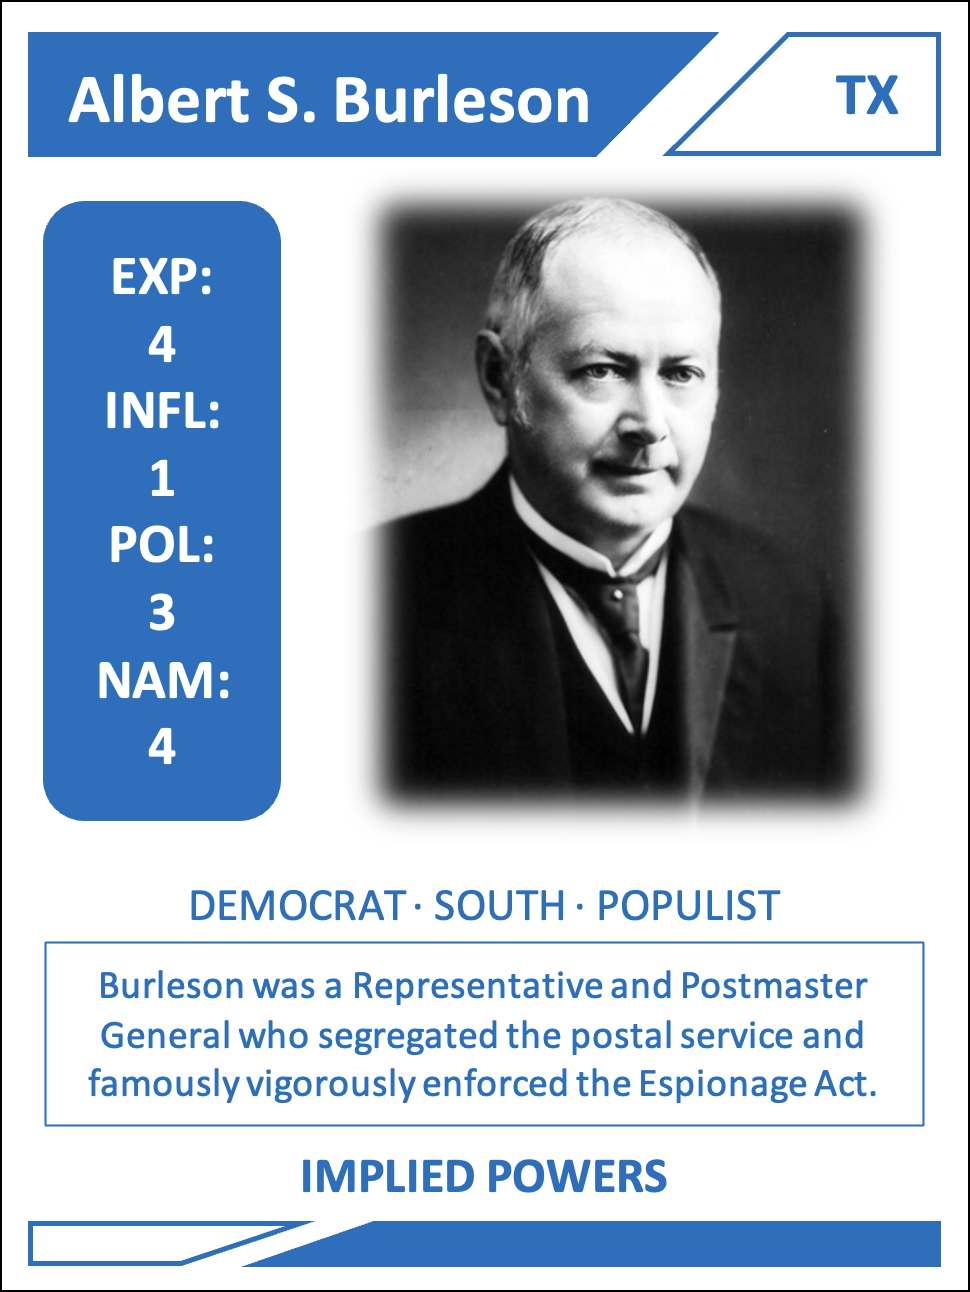 Albert S. Burleson
TX
EXP:
4
INFL:
1
POL:
3
NAM:
4
DEMOCRAT · SOUTH · POPULIST
Burleson was a Representative and Postmaster
General who segregated the postal service and
famously vigorously enforced the Espionage Act.
IMPLIED POWERS